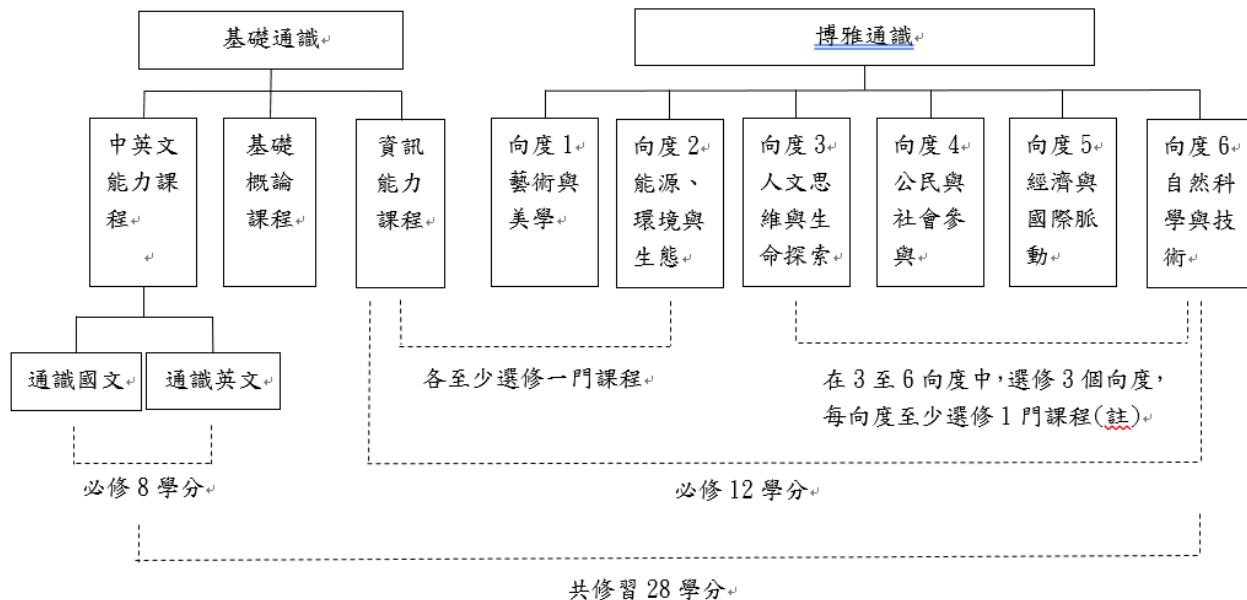 基礎通識
博雅通識
中英文
能力課
程
基礎
概論
課程
資訊
能力
課程
向度 1
藝術與
美學
向度 2
能源、
環境與
生態
向度 3
人文思
維與生
命探索
向度 4
公民與
社會參
與
向度 5
經濟與
國際脈
動
向度 6
自然科
學與技
術
通識國文
通識英文
各至少選修一門課程
在 3 至 6 向度中，選修 3 個向度，
每向度至少選修 1 門課程(註)
必修 8 學分
必修 12 學分
共修習 28 學分